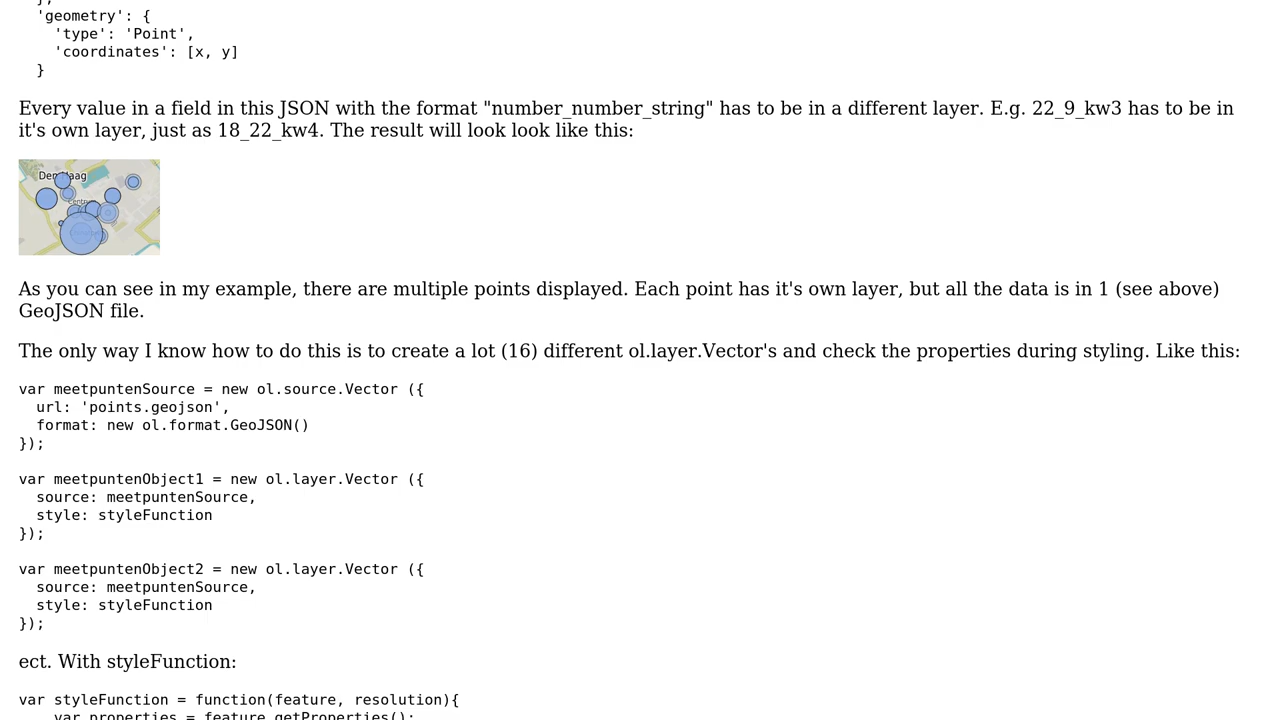 'geometry': {
'type': 'Point',
'coordinates': [x, y]
}
Every value in a field in this JSON with the format "number_number_string" has to be in a different layer. E.g. 22_9_kw3 has to be in
it's own layer, just as 18_22_kw4. The result will look look like this:
Den Haag
As you can see in my example, there are multiple points displayed. Each point has it's own layer, but all the data is in 1 (see above)
GeoJSON file.
The only way I know how to do this is to create a lot (16) different ol.layer.Vector's and check the properties during styling. Like this:
var meetpuntenSource = new ol.source.Vector ({
url: 'points.geojson',
format: new ol.format.GeoJSON()
});
var meetpuntenObject1 = new ol.layer.Vector ({
source: meetpuntenSource,
style: styleFunction
});
var meetpuntenObject2 = new ol.layer.Vector ({
source: meetpuntenSource,
style: styleFunction
});
ect. With styleFunction:
var styleFunction = function(feature, resolution){
var properties = feature.getProperties();